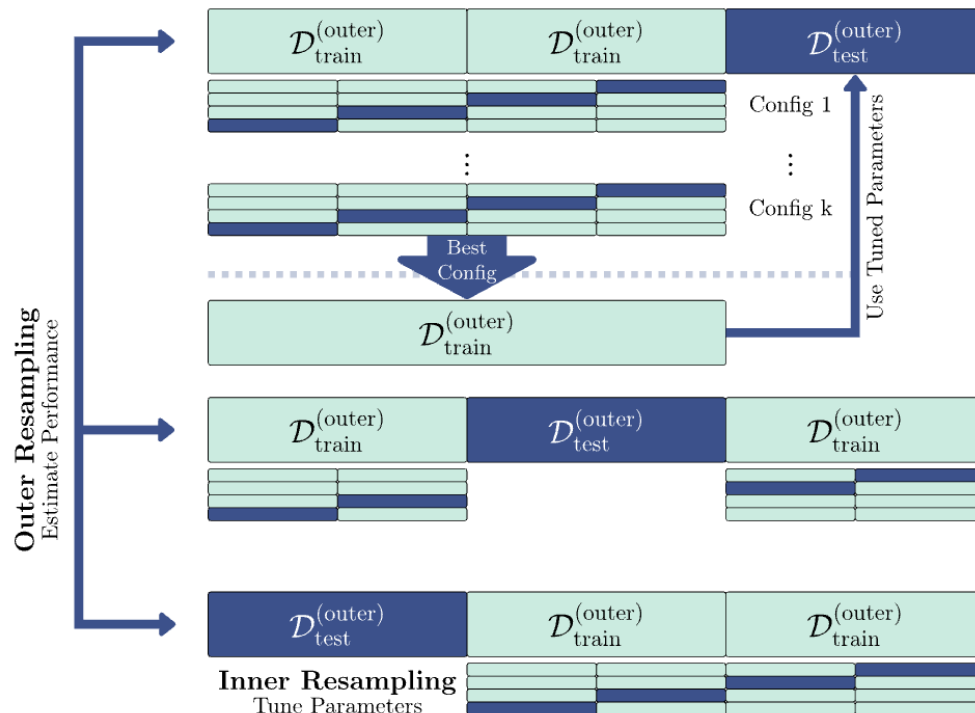 𝒟_train^(outer) 𝒟_train^(outer) 𝒟_test^(outer)
Config 1
⋮ ⋮
Config k
Best
Config
Use Tuned Parameters
𝒟_train^(outer)
Outer Resampling
Estimate Performance
𝒟_train^(outer) 𝒟_test^(outer) 𝒟_train^(outer)
𝒟_test^(outer) 𝒟_train^(outer) 𝒟_train^(outer)
Inner Resampling
Tune Parameters